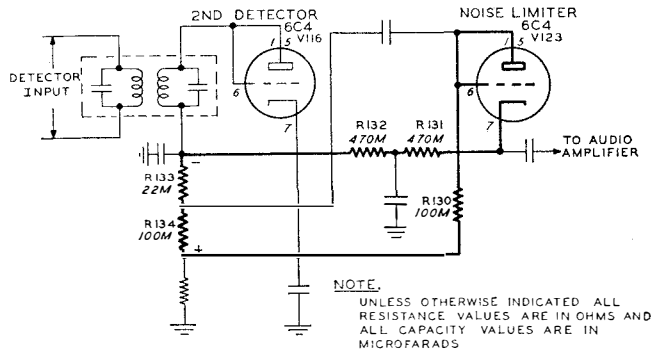 2ND DETECTOR
6C4
V116
NOISE LIMITER
6C4
V123
1 5
1 5
DETECTOR
INPUT
6
6
7
7
R132
470M
R131
470M
TO AUDIO
AMPLIFIER
-
R133
22M
R130
100M
R134
100M
+
NOTE.
UNLESS OTHERWISE INDICATED ALL
RESISTANCE VALUES ARE IN OHMS AND
ALL CAPACITY VALUES ARE IN
MICROFARADS